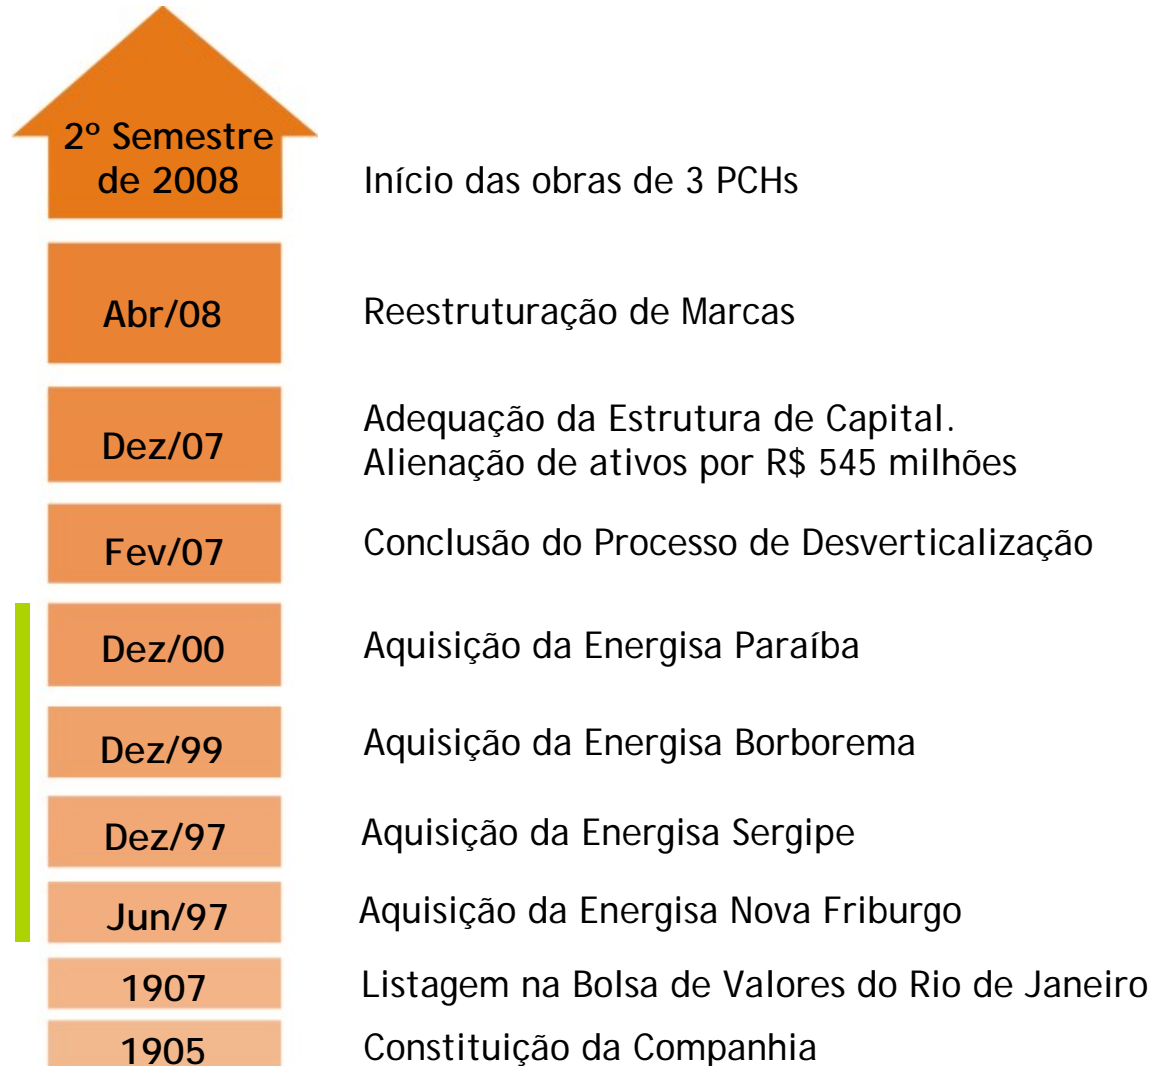 2º Semestre
de 2008
Início das obras de 3 PCHs
Abr/08
Reestruturação de Marcas
Dez/07
Adequação da Estrutura de Capital.
Alienação de ativos por R$ 545 milhões
Fev/07
Conclusão do Processo de Desverticalização
Dez/00
Aquisição da Energisa Paraíba
Dez/99
Aquisição da Energisa Borborema
Dez/97
Aquisição da Energisa Sergipe
Jun/97
Aquisição da Energisa Nova Friburgo
1907
Listagem na Bolsa de Valores do Rio de Janeiro
1905
Constituição da Companhia